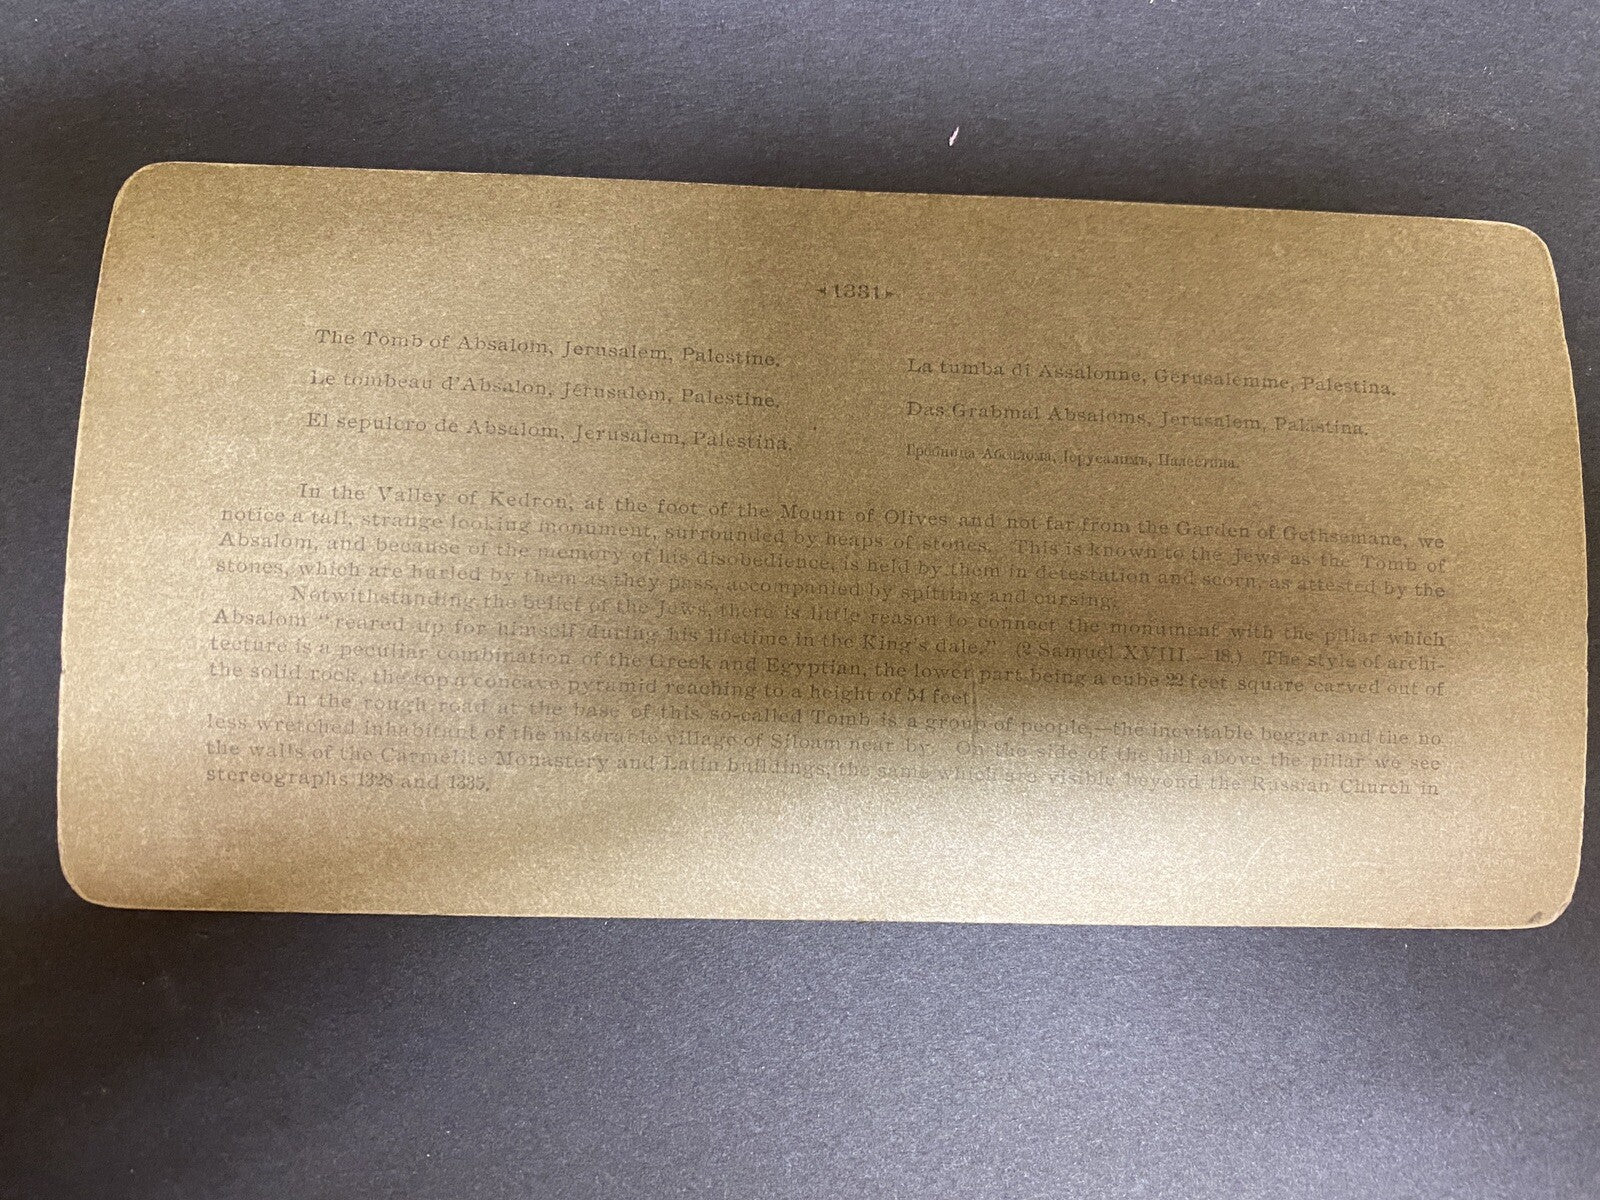 1331
The Tomb of Absalom, Jerusalem, Palestine.
Le tombeau d'Absalon, Jérusalem, Palestine.
El sepulcro de Absalom, Jerusalem, Palestina.
La tumba di Assalonne, Gerusalemme, Palestina.
Das Grabmal Absaloms, Jerusalem, Palästina.
Гробница Абсалома, Іерусалимъ, Палестина.
In the Valley of Kedron, at the foot of the Mount of Olives and not far from the Garden of Gethsemane, we
notice a tall, strange looking monument, surrounded by heaps of stones. This is known to the Jews as the Tomb of
Absalom, and because of the memory of his disobedience, is held by them in detestation and scorn, as attested by the
stones, which are hurled by them as they pass, accompanied by spitting and cursing.
Notwithstanding the belief of the Jews, there is little reason to connect the monument with the pillar which
Absalom "reared up for himself during his lifetime in the King's dale." (2 Samuel XVIII.—18.) The style of archi-
tecture is a peculiar combination of the Greek and Egyptian, the lower part being a cube 22 feet square carved out of
the solid rock, the top a concave pyramid reaching to a height of 54 feet.
In the rough road at the base of this so-called Tomb is a group of people,—the inevitable beggar and the no
less wretched inhabitant of the miserable village of Siloam near by. On the side of the hill above the pillar we see
the walls of the Carmelite Monastery and Latin buildings, the same which are visible beyond the Russian Church in
stereographs 1328 and 1335.